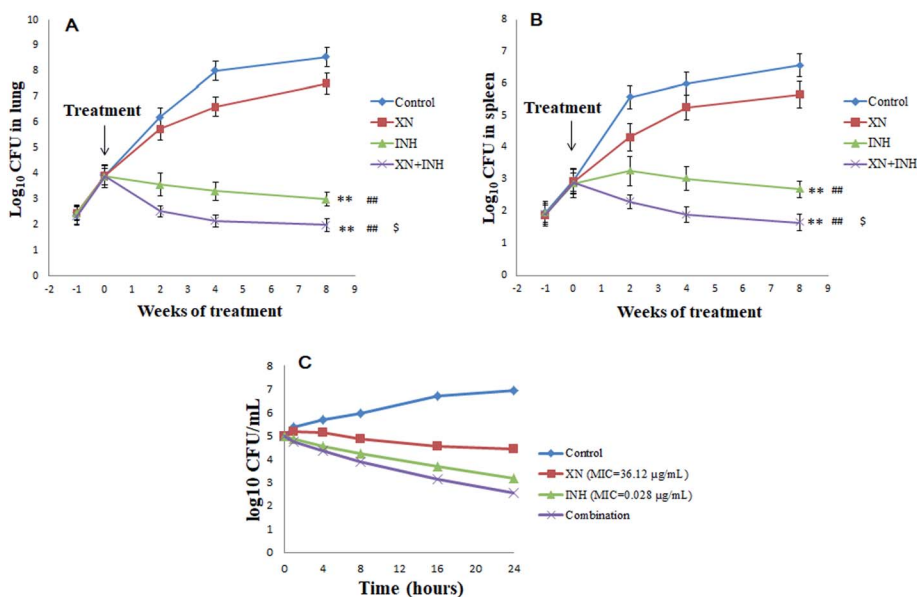 A
Log10 CFU in lung
10
9
8
7
6
5
4
3
2
1
0
Treatment
** ##
** ## $
-2 -1 0 1 2 3 4 5 6 7 8 9
Weeks of treatment
Control
XN
INH
XN+INH
B
Log10 CFU in spleen
8
7
6
5
4
3
2
1
0
Treatment
** ##
** ## $
-2 -1 0 1 2 3 4 5 6 7 8 9
Weeks of treatment
Control
XN
INH
XN+INH
C
log10 CFU/mL
8
7
6
5
4
3
2
1
0
0 4 8 12 16 20 24
Time (hours)
Control
XN (MIC=36.12 µg/mL)
INH (MIC=0.028 µg/mL)
Combination